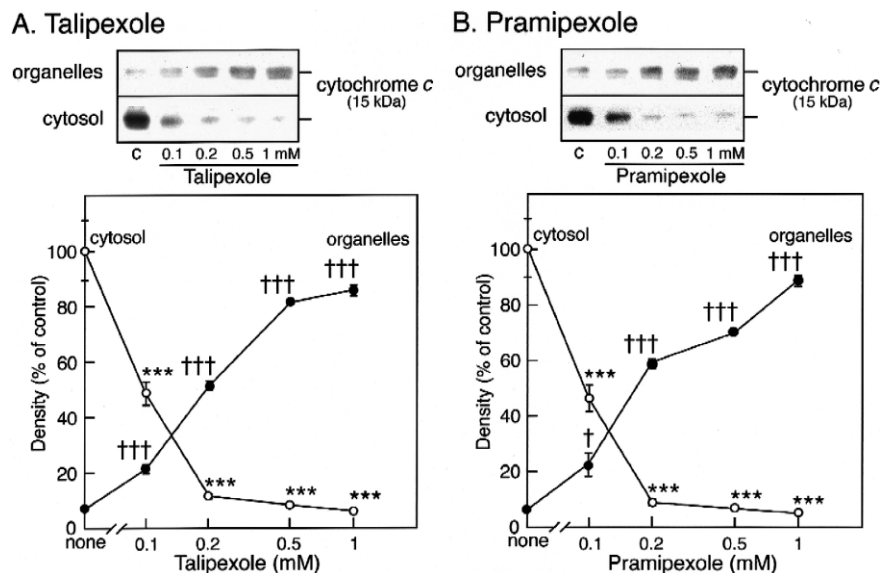 A. Talipexole
organelles
cytochrome c
(15 kDa)
cytosol
C 0.1 0.2 0.5 1 mM
Talipexole
Density (% of control)
100
80
60
40
20
0
cytosol
organelles
***
***
***
***
†††
†††
†††
†††
none 0.1 0.2 0.5 1
Talipexole (mM)
B. Pramipexole
organelles
cytochrome c
(15 kDa)
cytosol
C 0.1 0.2 0.5 1 mM
Pramipexole
Density (% of control)
100
80
60
40
20
0
cytosol
organelles
***
***
***
***
†
†††
†††
†††
none 0.1 0.2 0.5 1
Pramipexole (mM)